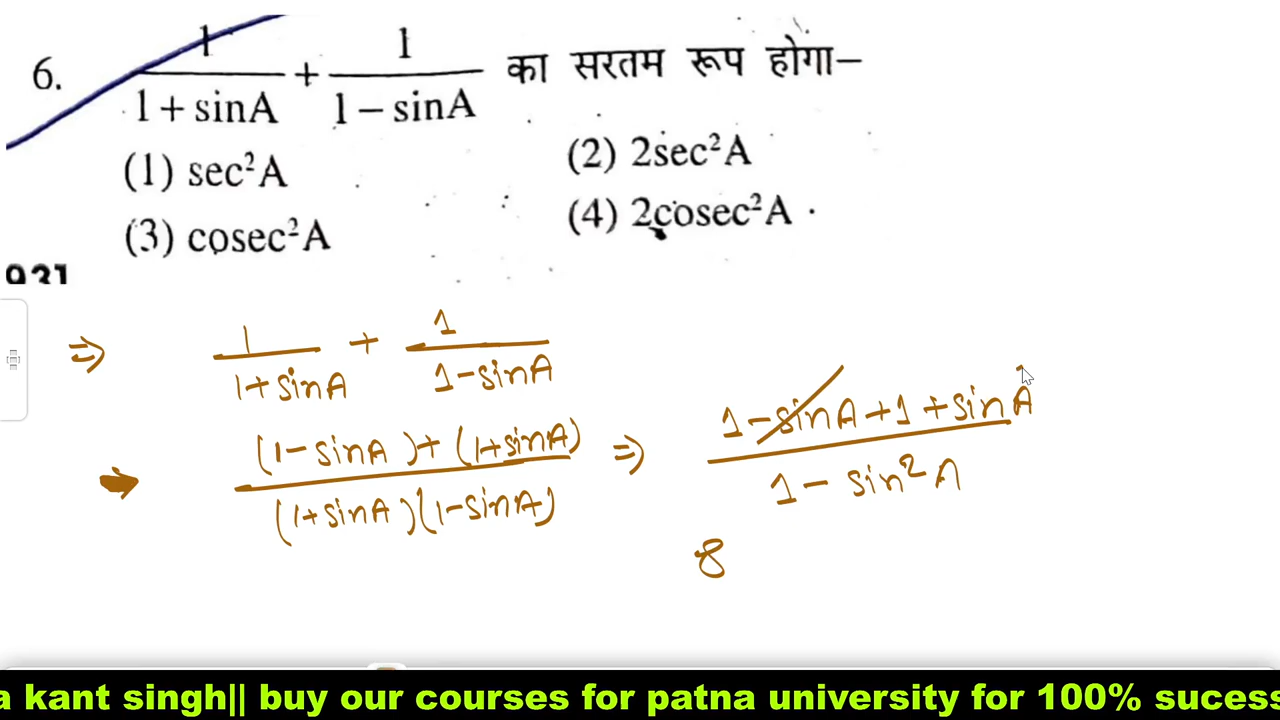 6. 1/(1 + sinA) + 1/(1 – sinA) का सरतम रूप होगा–
(1) sec²A (2) 2sec²A
(3) cosec²A (4) 2cosec²A
931
⇒ 1/(1+sinA) + 1/(1-sinA)
((1-sinA)+(1+sinA))/((1+sinA)(1-sinA)) ⇒ (1-sinA+1+sinA)/(1-sin²A)
8
a kant singh|| buy our courses for patna university for 100% sucess